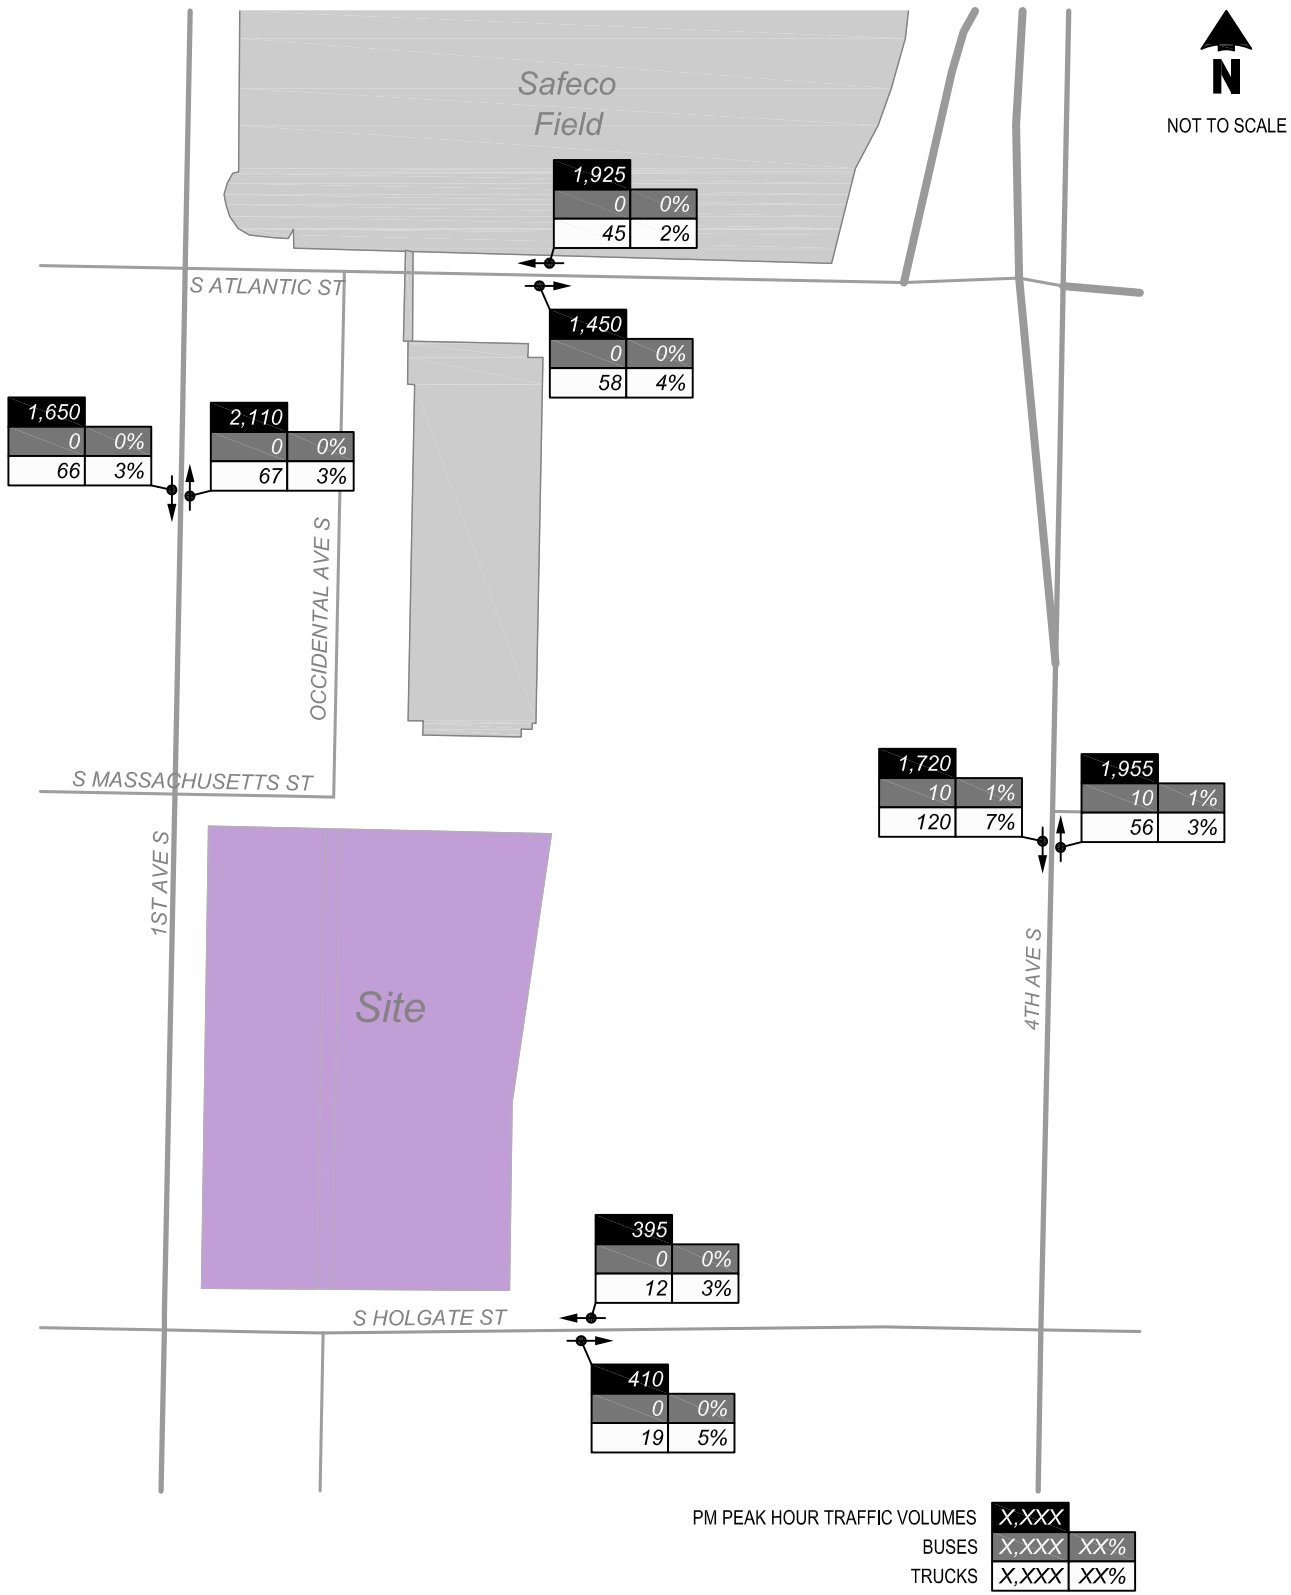 N
NOT TO SCALE
Safeco
Field
1,925
0 0%
45 2%
S ATLANTIC ST
1,450
0 0%
58 4%
1,650
0 0%
66 3%
2,110
0 0%
67 3%
OCCIDENTAL AVE S
S MASSACHUSETTS ST
1,720
10 1%
120 7%
1,955
10 1%
56 3%
1ST AVE S
4TH AVE S
Site
395
0 0%
12 3%
S HOLGATE ST
410
0 0%
19 5%
PM PEAK HOUR TRAFFIC VOLUMES X,XXX
BUSES X,XXX XX%
TRUCKS X,XXX XX%